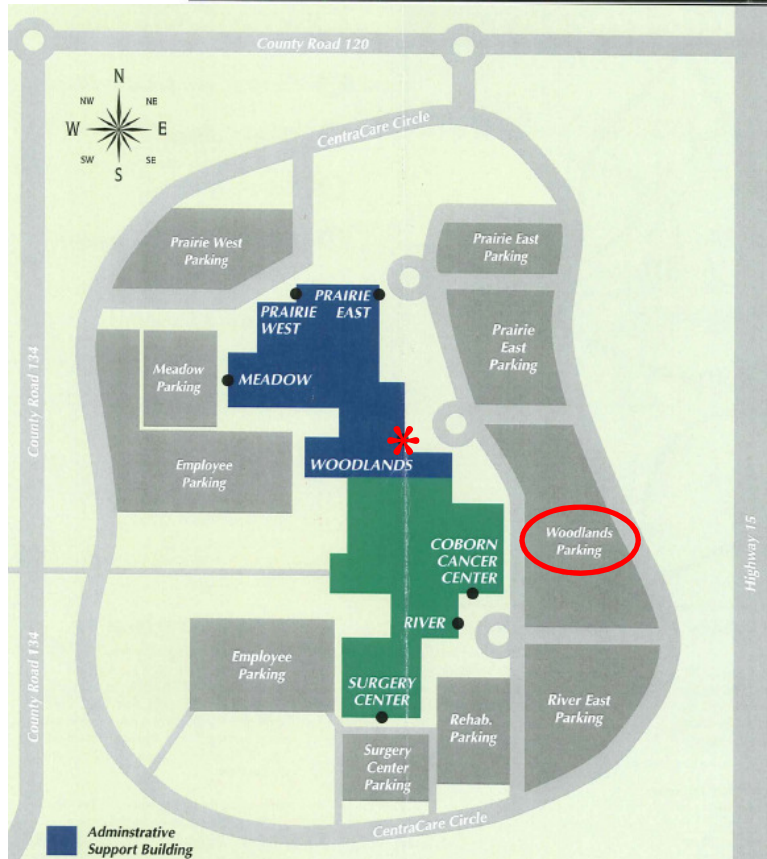 County Road 120
N
NW
NE
W
E
SW
SE
S
CentraCare Circle
Prairie West
Parking
Prairie East
Parking
PRAIRIE
EAST
PRAIRIE
WEST
Prairie
East
Parking
County Road 134
Meadow
Parking
MEADOW
Employee
Parking
WOODLANDS
Woodlands
Parking
Highway 15
COBORN
CANCER
CENTER
RIVER
County Road 134
Employee
Parking
SURGERY
CENTER
Rehab.
Parking
River East
Parking
Surgery
Center
Parking
CentraCare Circle
Adminstrative
Support Building